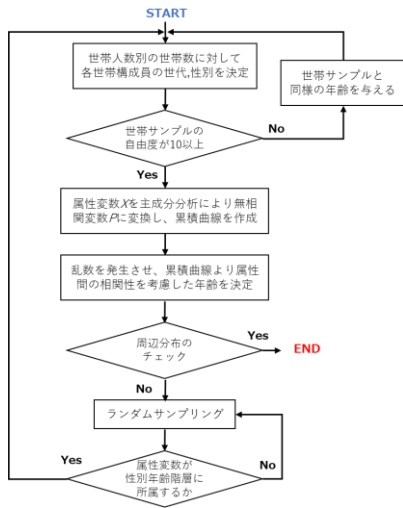 START
世帯人数別の世帯数に対して
各世帯構成員の世代,性別を決定
世帯サンプルと
同様の年齢を与える
世帯サンプルの
自由度が10以上
No
Yes
属性変数Xを主成分分析により無相
関変数Pに変換し、累積曲線を作成
乱数を発生させ、累積曲線より属性
間の相関性を考慮した年齢を決定
周辺分布の
チェック
Yes
END
No
ランダムサンプリング
属性変数が
性別年齢階層に
所属するか
Yes
No